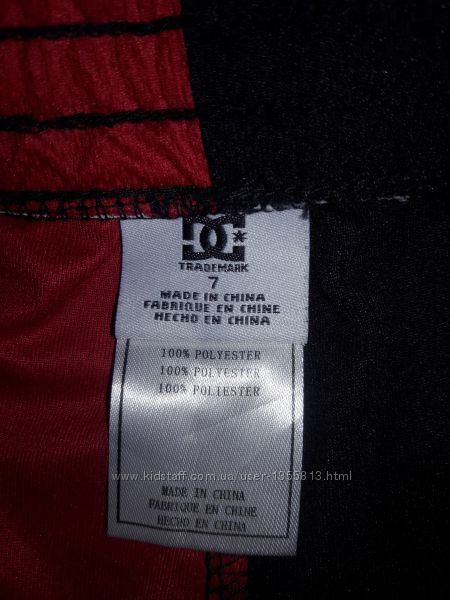 DC*
TRADEMARK
7
MADE IN CHINA
FABRIQUE EN CHINE
HECHO EN CHINA
100% POLYESTER
100% POLYESTER
100% POLIESTER
www.kidstaff.com.ua/user-1355813.html
MADE IN CHINA
FABRIQUE EN CHINE
HECHO EN CHINA